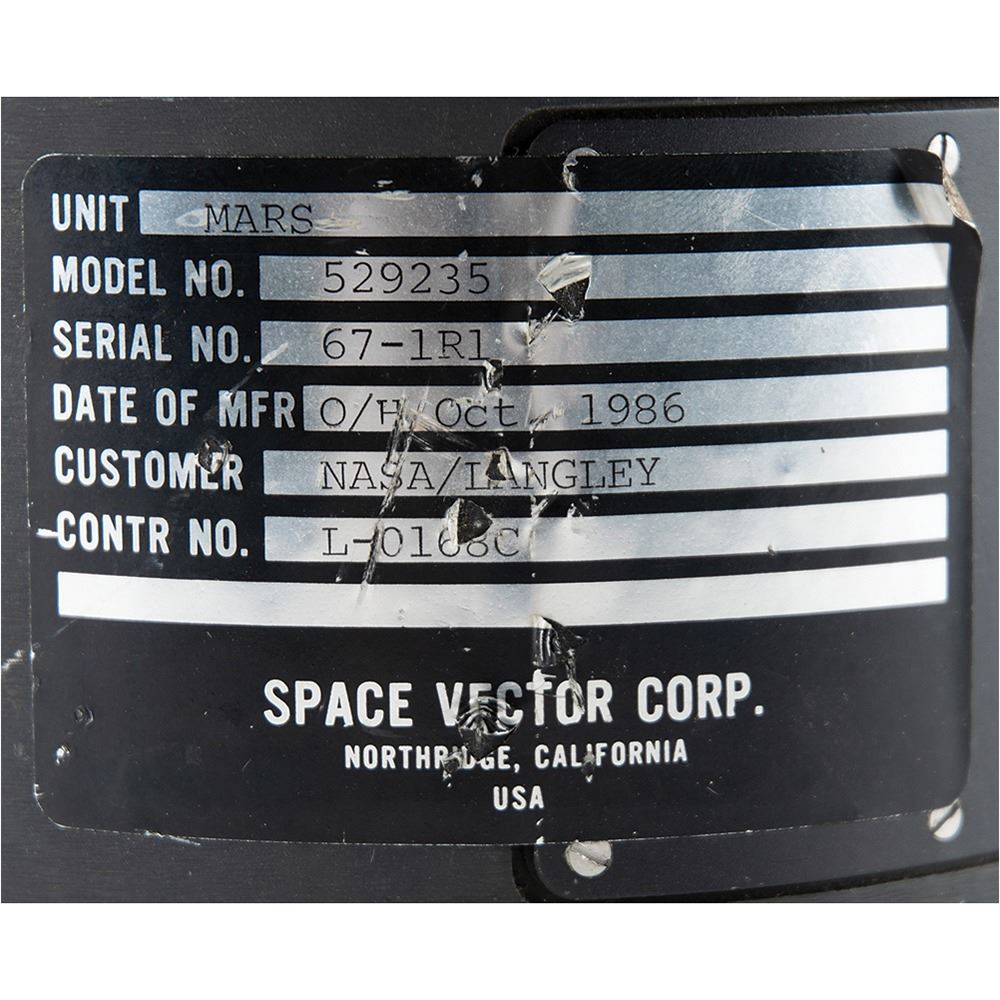 UNIT MARS
MODEL NO. 529235
SERIAL NO. 67-1R1
DATE OF MFR O/H Oct 1986
CUSTOMER NASA/LANGLEY
CONTR NO. L-0168C
SPACE VECTOR CORP.
NORTHRIDGE, CALIFORNIA
USA